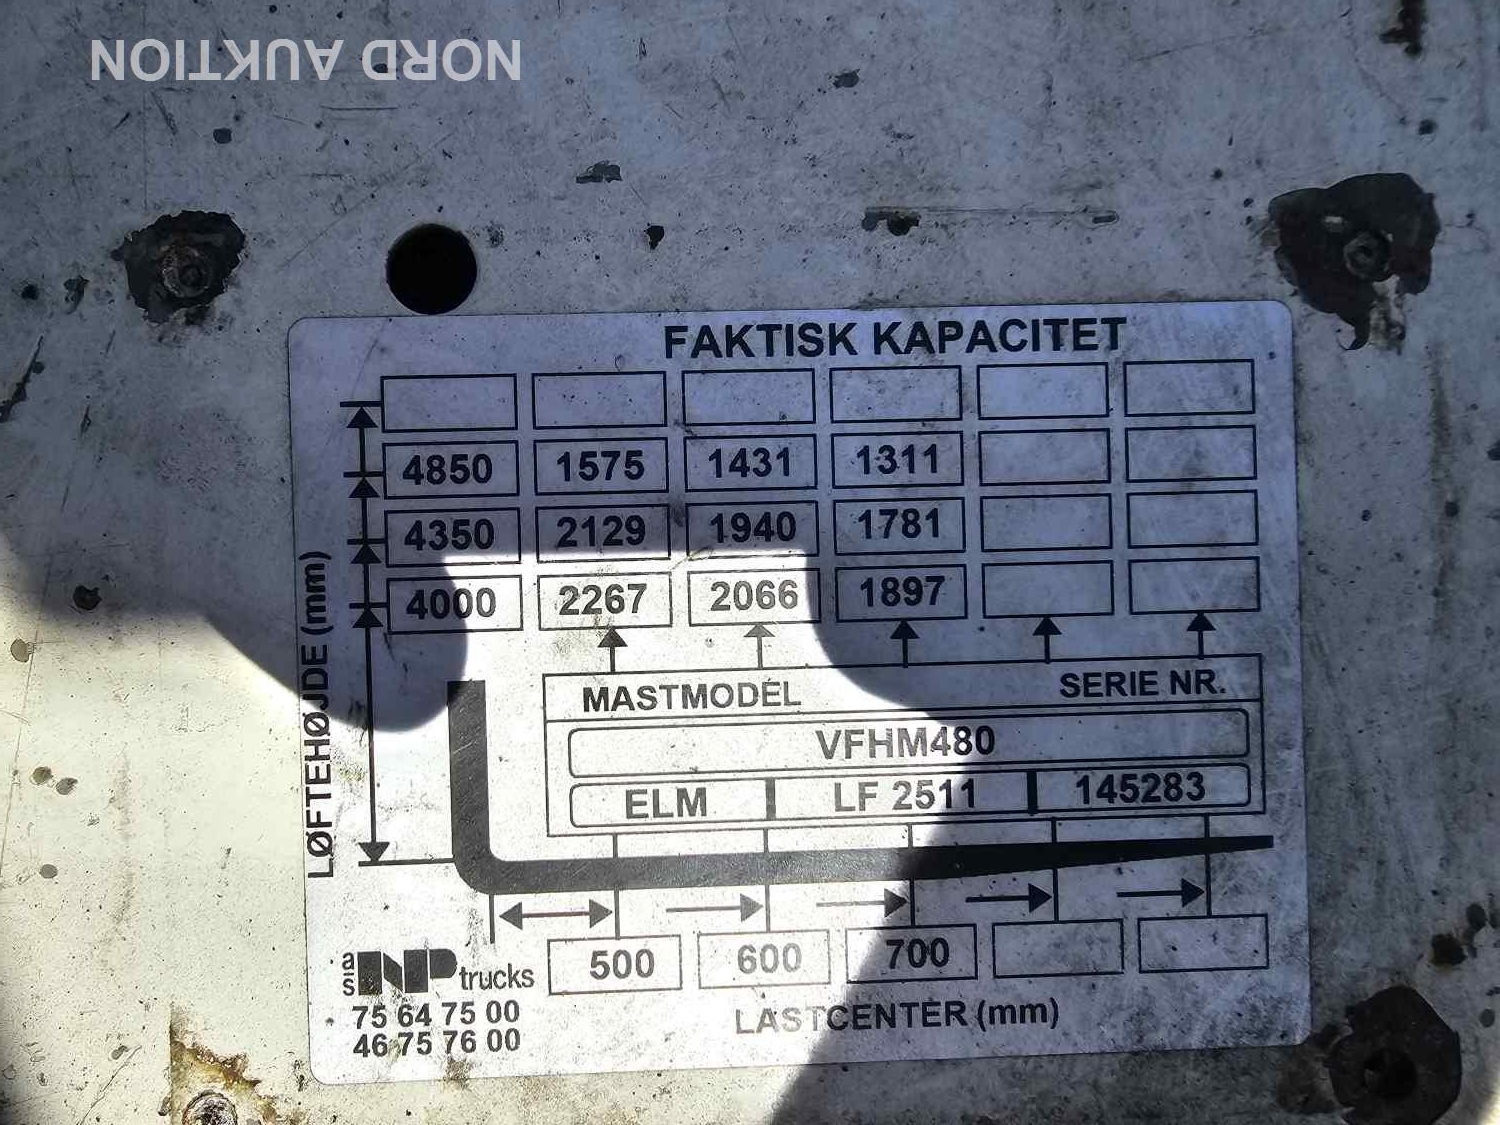 NORD AUKTION
FAKTISK KAPACITET
4850 1575 1431 1311
4350 2129 1940 1781
4000 2267 2066 1897
LØFTEHØJDE (mm)
MASTMODEL SERIE NR.
VFHM480
ELM LF 2511 145283
500 600 700
LASTCENTER (mm)
a/s NP trucks
75 64 75 00
46 75 76 00